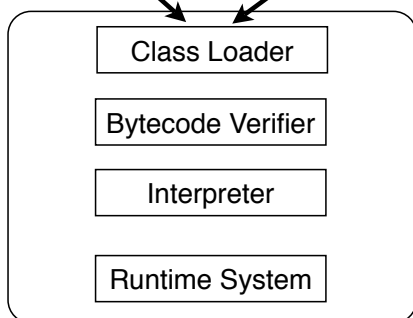 Class Loader
Bytecode Verifier
Interpreter
Runtime System